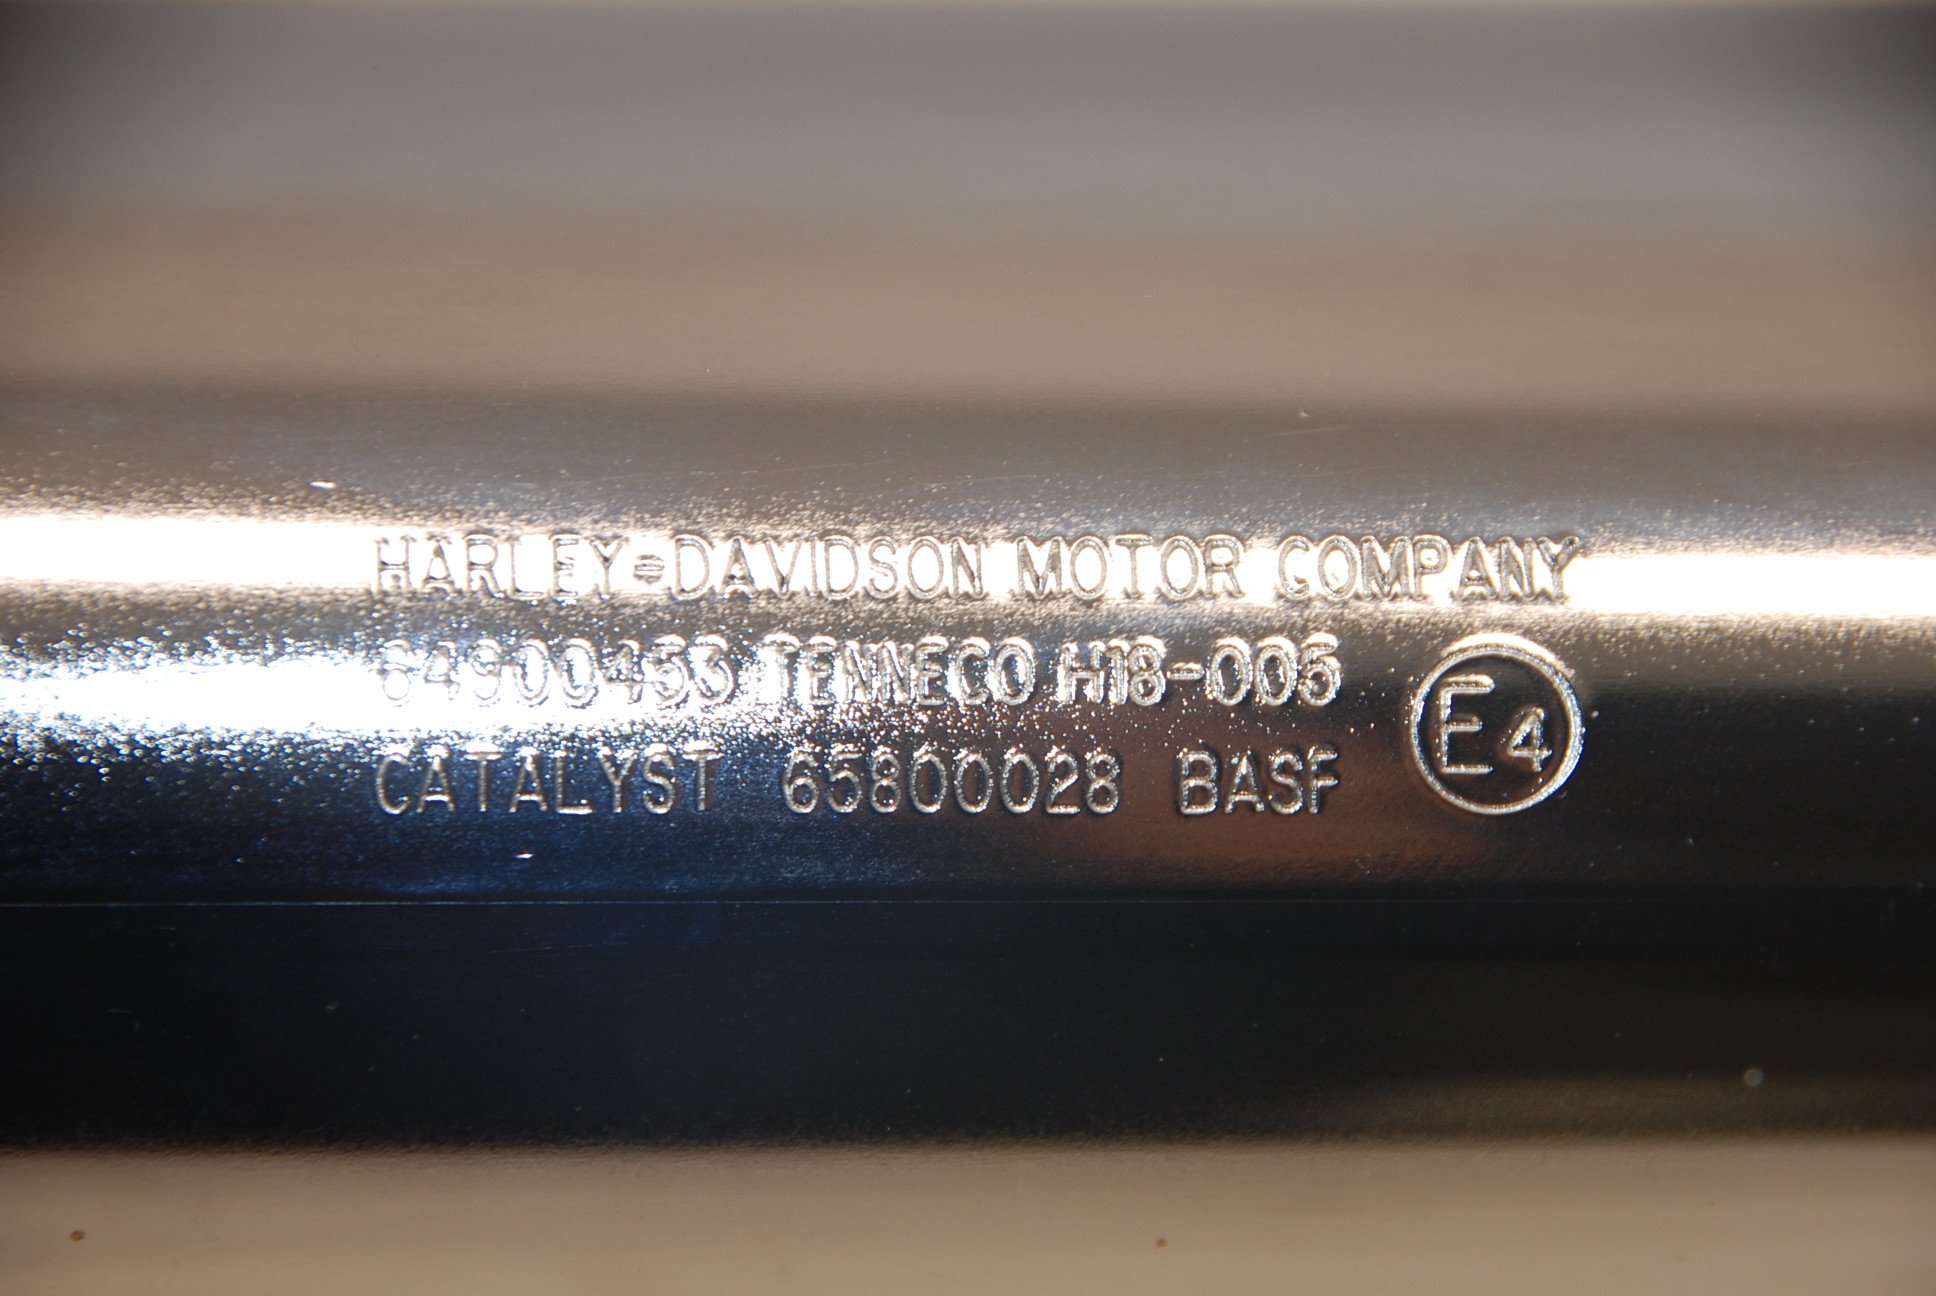 HARLEY-DAVIDSON MOTOR COMPANY
64900453 TENNECO H18-005
CATALYST 65800028 BASF
E4